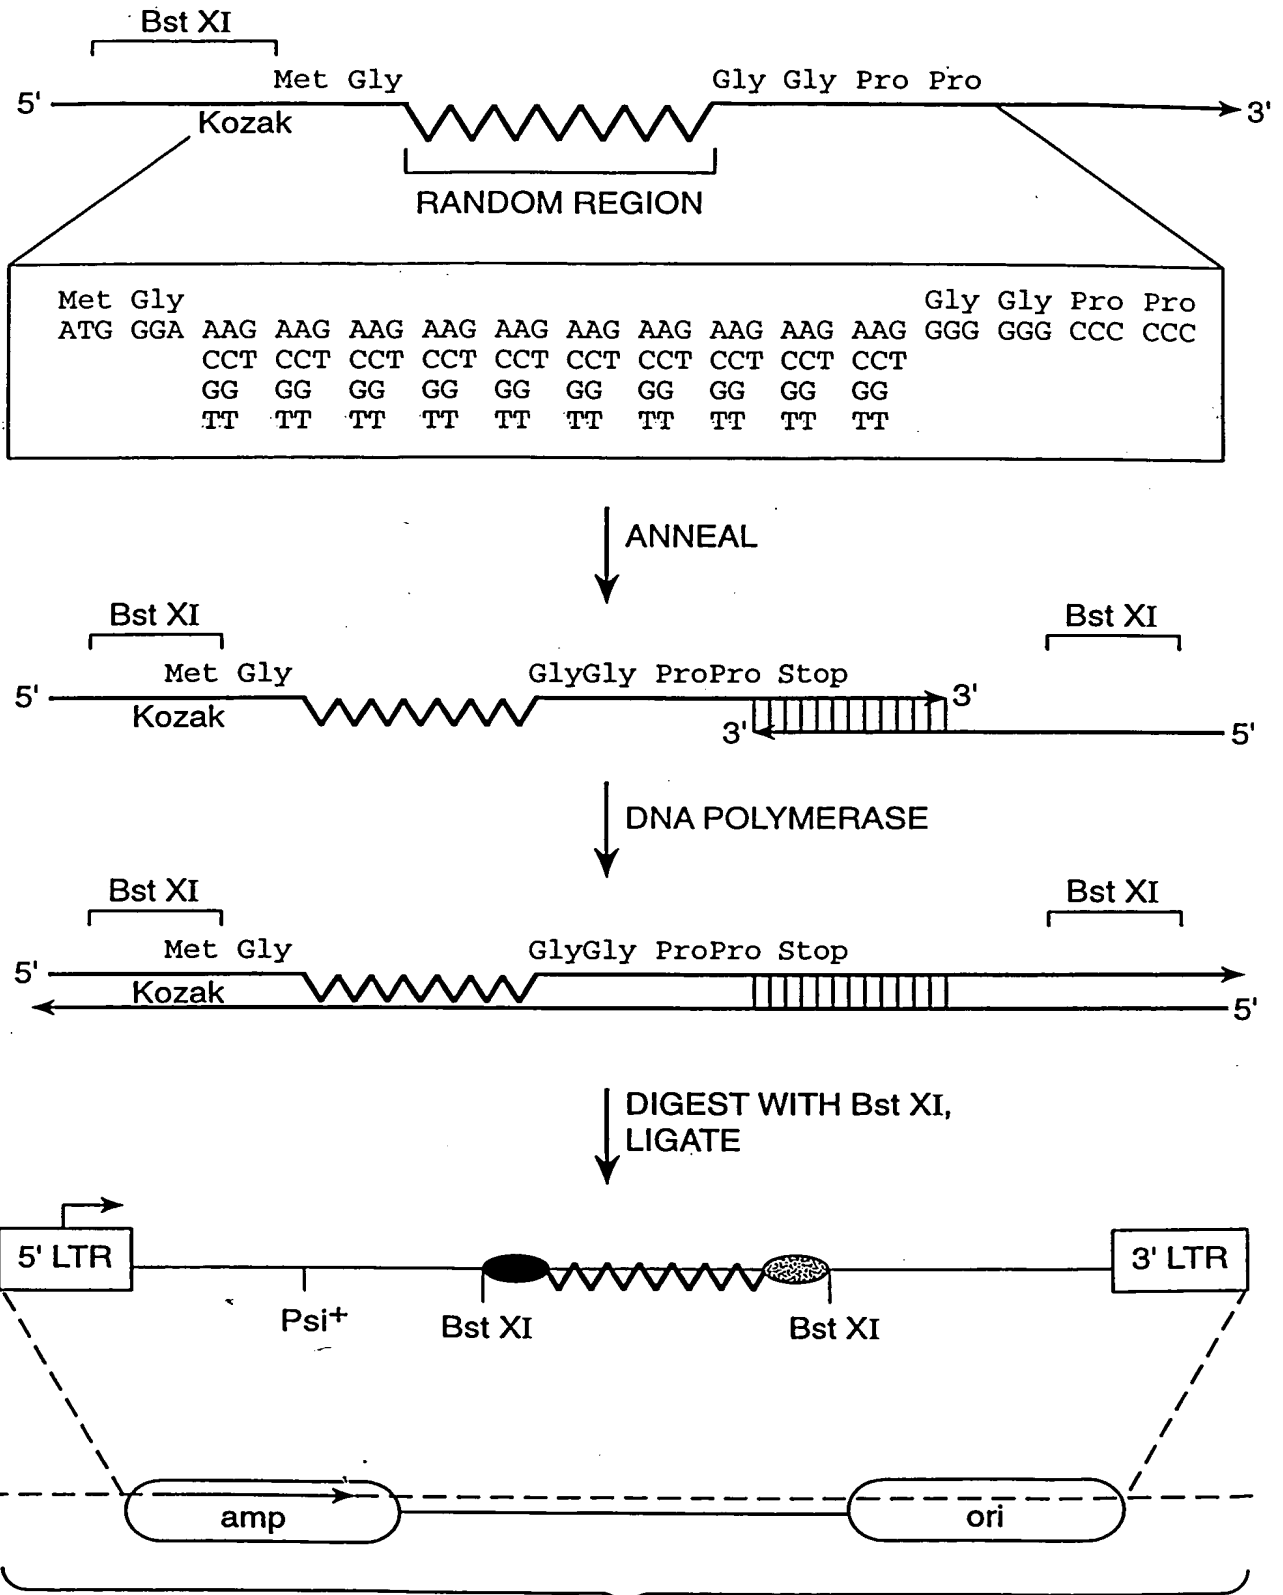 Bst XI
Met Gly
Gly Gly Pro Pro
5'
3'
Kozak
RANDOM REGION
Met Gly Gly Gly Pro Pro
ATG GGA AAG AAG AAG AAG AAG AAG AAG AAG AAG AAG GGG GGG CCC CCC
CCT CCT CCT CCT CCT CCT CCT CCT CCT CCT
GG GG GG GG GG GG GG GG GG GG
TT TT TT TT TT TT TT TT TT TT
ANNEAL
Bst XI Bst XI
Met Gly GlyGly ProPro Stop
5' 3'
Kozak
3' 5'
DNA POLYMERASE
Bst XI Bst XI
Met Gly GlyGly ProPro Stop
5'
Kozak
5'
DIGEST WITH Bst XI,
LIGATE
5' LTR 3' LTR
Psi+ Bst XI Bst XI
amp ori